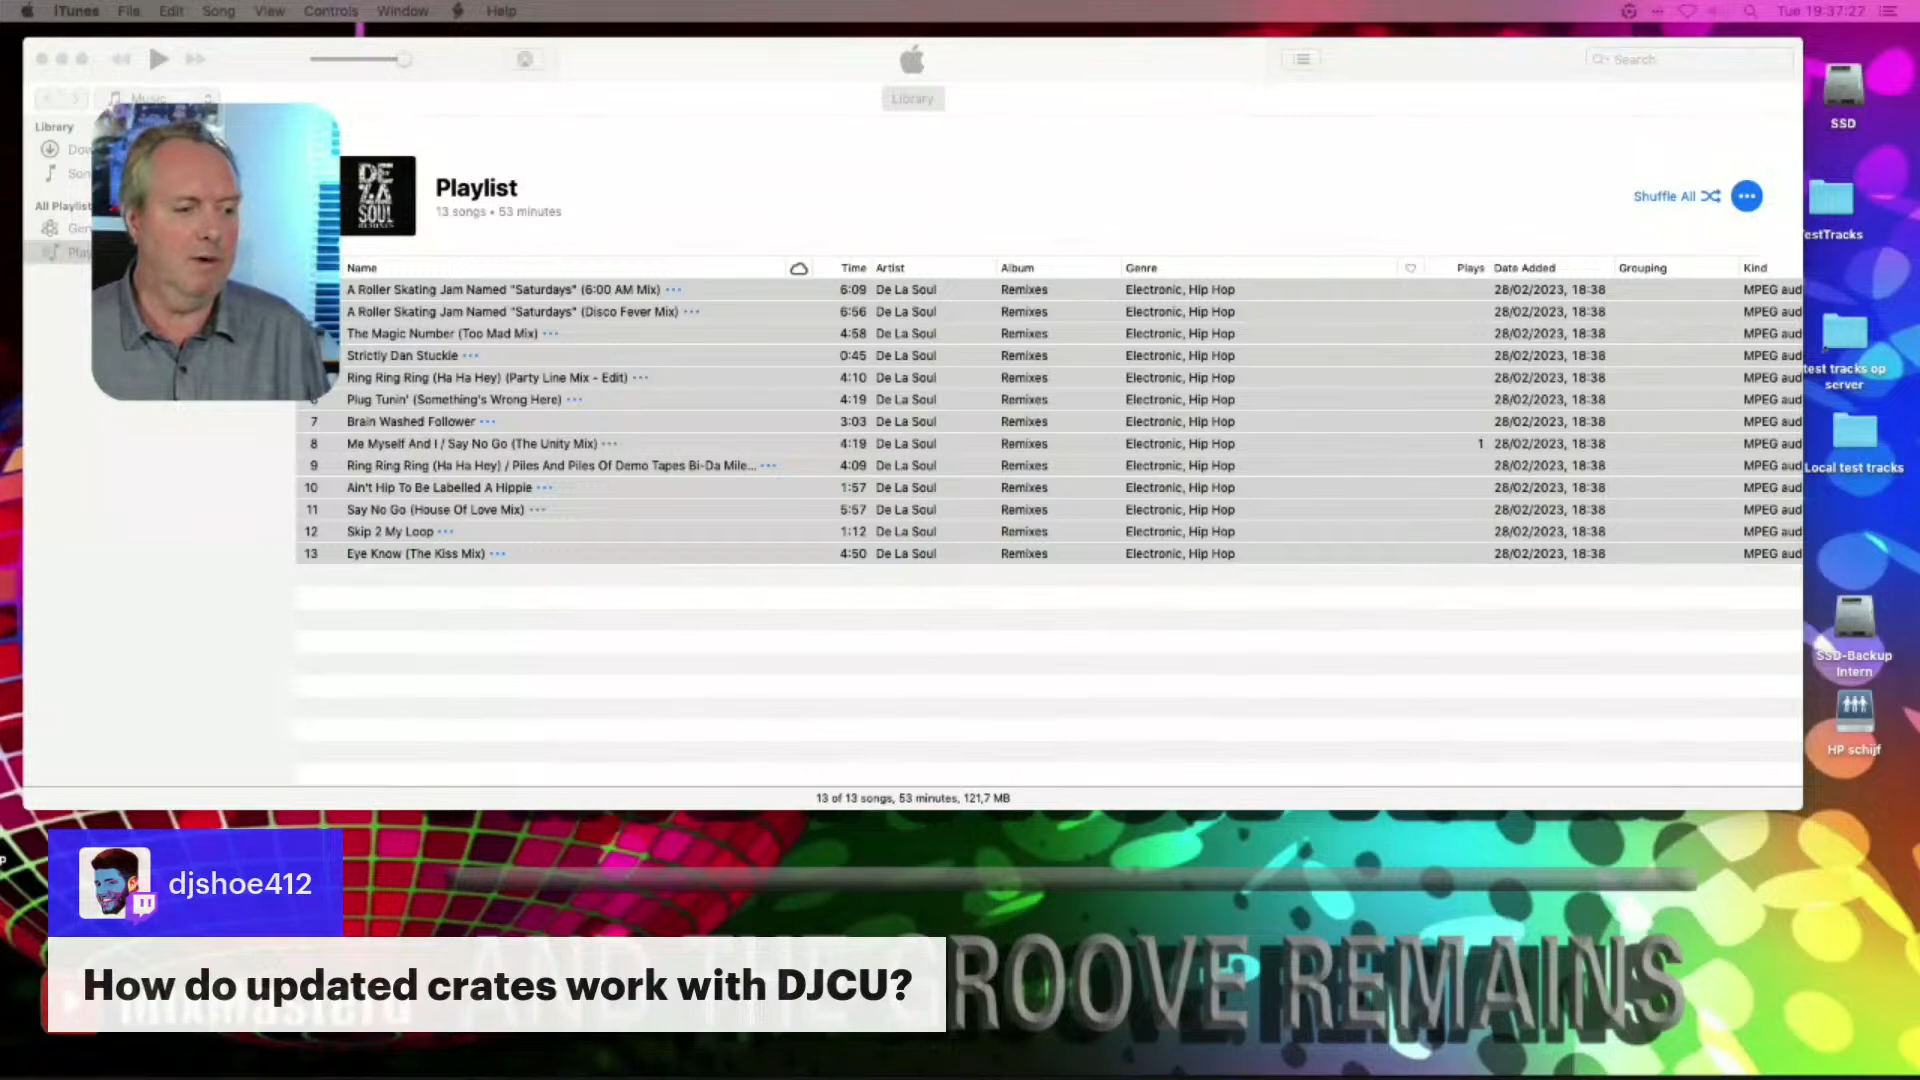 iTunes File Edit Song View Controls Window Help
Tue 19:37:27
Search
Music
Library
Library
All Playlist
DE LA SOUL REMIXES
Playlist
13 songs • 53 minutes
Shuffle All
Name Time Artist Album Genre Plays Date Added Grouping Kind
A Roller Skating Jam Named "Saturdays" (6:00 AM Mix) ••• 6:09 De La Soul Remixes Electronic, Hip Hop 28/02/2023, 18:38 MPEG aud
A Roller Skating Jam Named "Saturdays" (Disco Fever Mix) ••• 6:56 De La Soul Remixes Electronic, Hip Hop 28/02/2023, 18:38 MPEG aud
The Magic Number (Too Mad Mix) ••• 4:58 De La Soul Remixes Electronic, Hip Hop 28/02/2023, 18:38 MPEG aud
Strictly Dan Stuckie ••• 0:45 De La Soul Remixes Electronic, Hip Hop 28/02/2023, 18:38 MPEG aud
Ring Ring Ring (Ha Ha Hey) (Party Line Mix - Edit) ••• 4:10 De La Soul Remixes Electronic, Hip Hop 28/02/2023, 18:38 MPEG aud
6 Plug Tunin' (Something's Wrong Here) ••• 4:19 De La Soul Remixes Electronic, Hip Hop 28/02/2023, 18:38 MPEG aud
7 Brain Washed Follower ••• 3:03 De La Soul Remixes Electronic, Hip Hop 28/02/2023, 18:38 MPEG aud
8 Me Myself And I / Say No Go (The Unity Mix) ••• 4:19 De La Soul Remixes Electronic, Hip Hop 1 28/02/2023, 18:38 MPEG aud
9 Ring Ring Ring (Ha Ha Hey) / Piles And Piles Of Demo Tapes Bi-Da Mile... ••• 4:09 De La Soul Remixes Electronic, Hip Hop 28/02/2023, 18:38 MPEG aud
10 Ain't Hip To Be Labelled A Hippie ••• 1:57 De La Soul Remixes Electronic, Hip Hop 28/02/2023, 18:38 MPEG aud
11 Say No Go (House Of Love Mix) ••• 5:57 De La Soul Remixes Electronic, Hip Hop 28/02/2023, 18:38 MPEG aud
12 Skip 2 My Loop ••• 1:12 De La Soul Remixes Electronic, Hip Hop 28/02/2023, 18:38 MPEG aud
13 Eye Know (The Kiss Mix) ••• 4:50 De La Soul Remixes Electronic, Hip Hop 28/02/2023, 18:38 MPEG aud
13 of 13 songs, 53 minutes, 121,7 MB
SSD
TestTracks
test tracks op
server
Local test tracks
SSD-Backup
Intern
HP schijf
djshoe412
How do updated crates work with DJCU?
AND THE GROOVE REMAINS